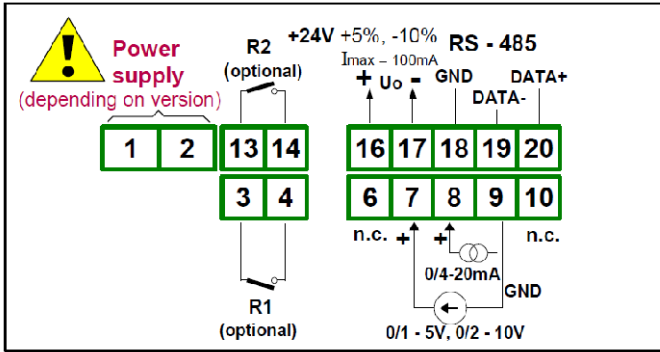 Power
supply
(depending on version)
R2
(optional)
+24V +5%, -10%
Imax – 100mA
+ Uo -
RS - 485
GND
DATA-
DATA+
1 2 13 14 16 17 18 19 20
3 4 6 7 8 9 10
n.c. + + n.c.
0/4-20mA
GND
R1
(optional)
0/1 - 5V, 0/2 - 10V